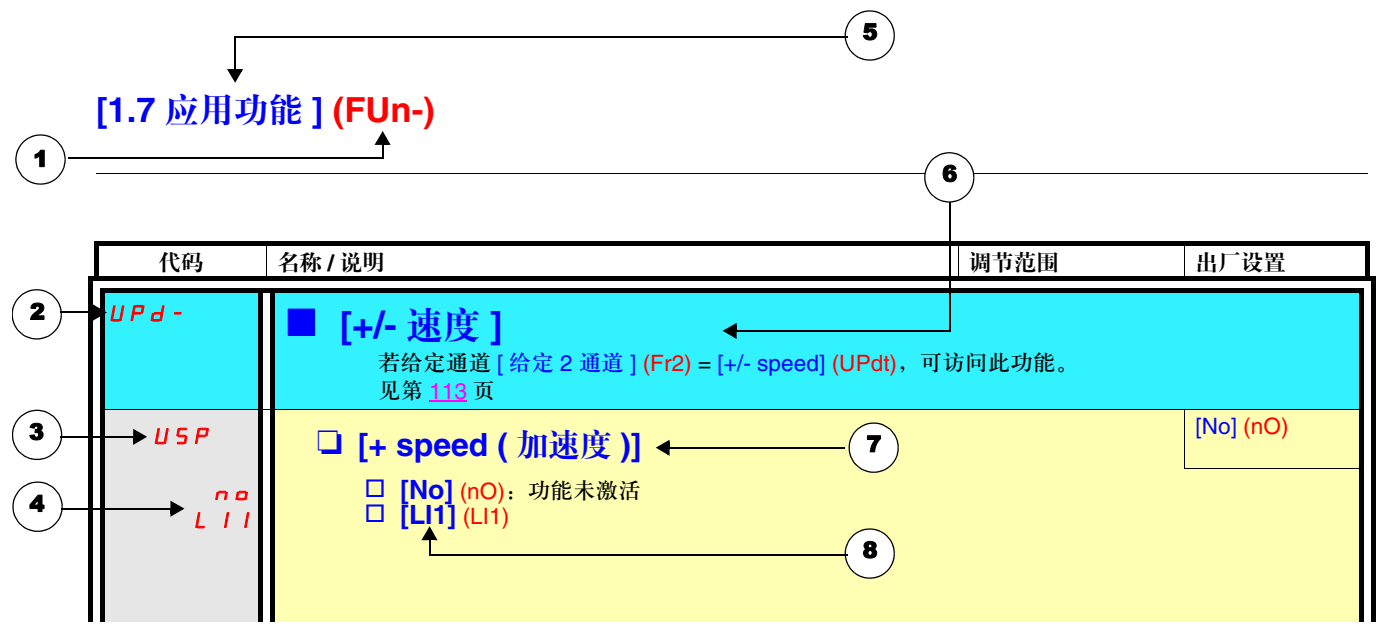 5
[1.7 应用功能 ] (FUn-)
1
6
代码 名称 / 说明 调节范围 出厂设置
2 UPd- ■ [+/- 速度 ]
若给定通道 [ 给定 2 通道 ] (Fr2) = [+/- speed] (UPdt)，可访问此功能。
见第 113 页
3 USP ❏ [+ speed ( 加速度 )] 7 [No] (nO)
4 no □ [No] (nO)：功能未激活
LI1 □ [LI1] (LI1)
8